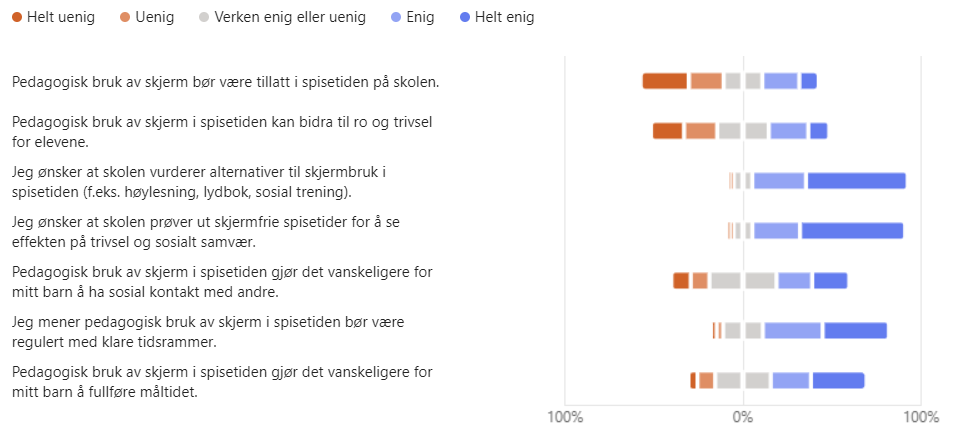 Helt uenig Uenig Verken enig eller uenig Enig Helt enig
Pedagogisk bruk av skjerm bør være tillatt i spisetiden på skolen.
Pedagogisk bruk av skjerm i spisetiden kan bidra til ro og trivsel
for elevene.
Jeg ønsker at skolen vurderer alternativer til skjermbruk i
spisetiden (f.eks. høylesning, lydbok, sosial trening).
Jeg ønsker at skolen prøver ut skjermfrie spisetider for å se
effekten på trivsel og sosialt samvær.
Pedagogisk bruk av skjerm i spisetiden gjør det vanskeligere for
mitt barn å ha sosial kontakt med andre.
Jeg mener pedagogisk bruk av skjerm i spisetiden bør være
regulert med klare tidsrammer.
Pedagogisk bruk av skjerm i spisetiden gjør det vanskeligere for
mitt barn å fullføre måltidet.
100% 0% 100%